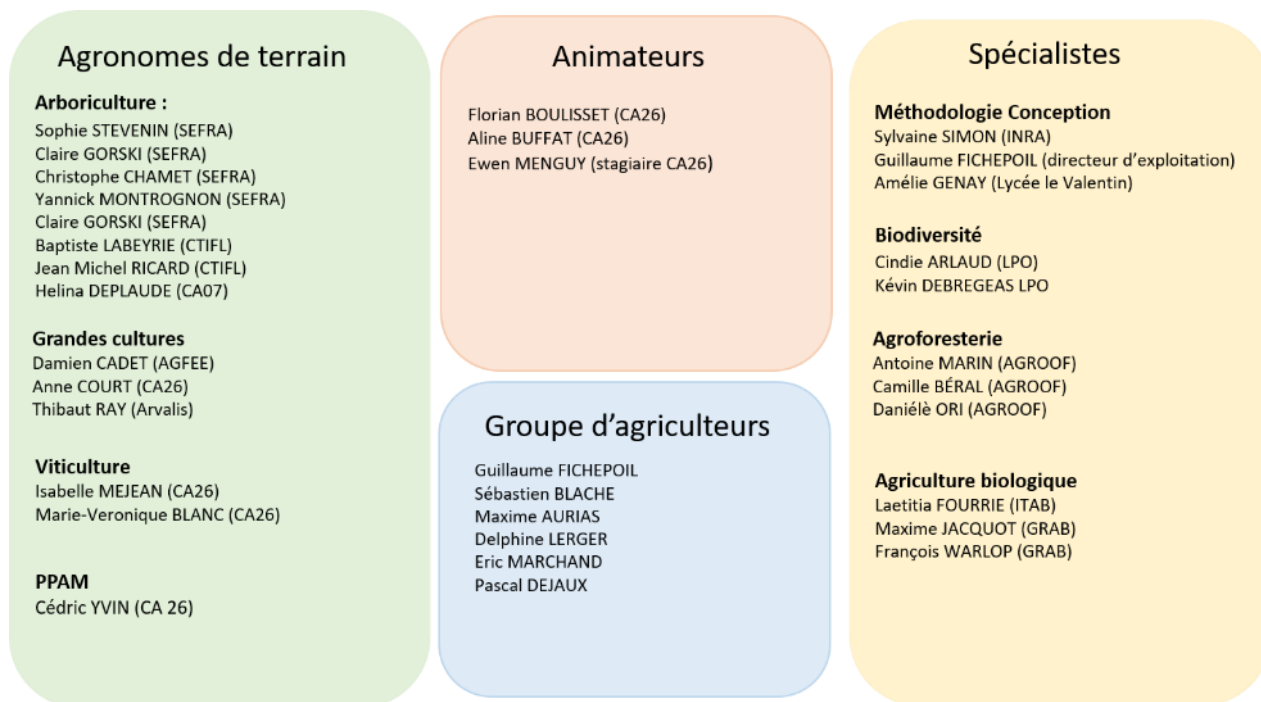 Agronomes de terrain
Arboriculture :
Sophie STEVENIN (SEFRA)
Claire GORSKI (SEFRA)
Christophe CHAMET (SEFRA)
Yannick MONTROGNON (SEFRA)
Claire GORSKI (SEFRA)
Baptiste LABEYRIE (CTIFL)
Jean Michel RICARD (CTIFL)
Helina DEPLAUDE (CA07)
Grandes cultures
Damien CADET (AGFEE)
Anne COURT (CA26)
Thibaut RAY (Arvalis)
Viticulture
Isabelle MEJEAN (CA26)
Marie-Veronique BLANC (CA26)
PPAM
Cédric YVIN (CA 26)
Animateurs
Florian BOULISSET (CA26)
Aline BUFFAT (CA26)
Ewen MENGUY (stagiaire CA26)
Groupe d’agriculteurs
Guillaume FICHEPOIL
Sébastien BLACHE
Maxime AURIAS
Delphine LERGER
Eric MARCHAND
Pascal DEJAUX
Spécialistes
Méthodologie Conception
Sylvaine SIMON (INRA)
Guillaume FICHEPOIL (directeur d’exploitation)
Amélie GENAY (Lycée le Valentin)
Biodiversité
Cindie ARLAUD (LPO)
Kévin DEBREGEAS LPO
Agroforesterie
Antoine MARIN (AGROOF)
Camille BÉRAL (AGROOF)
Daniélè ORI (AGROOF)
Agriculture biologique
Laetitia FOURRIE (ITAB)
Maxime JACQUOT (GRAB)
François WARLOP (GRAB)